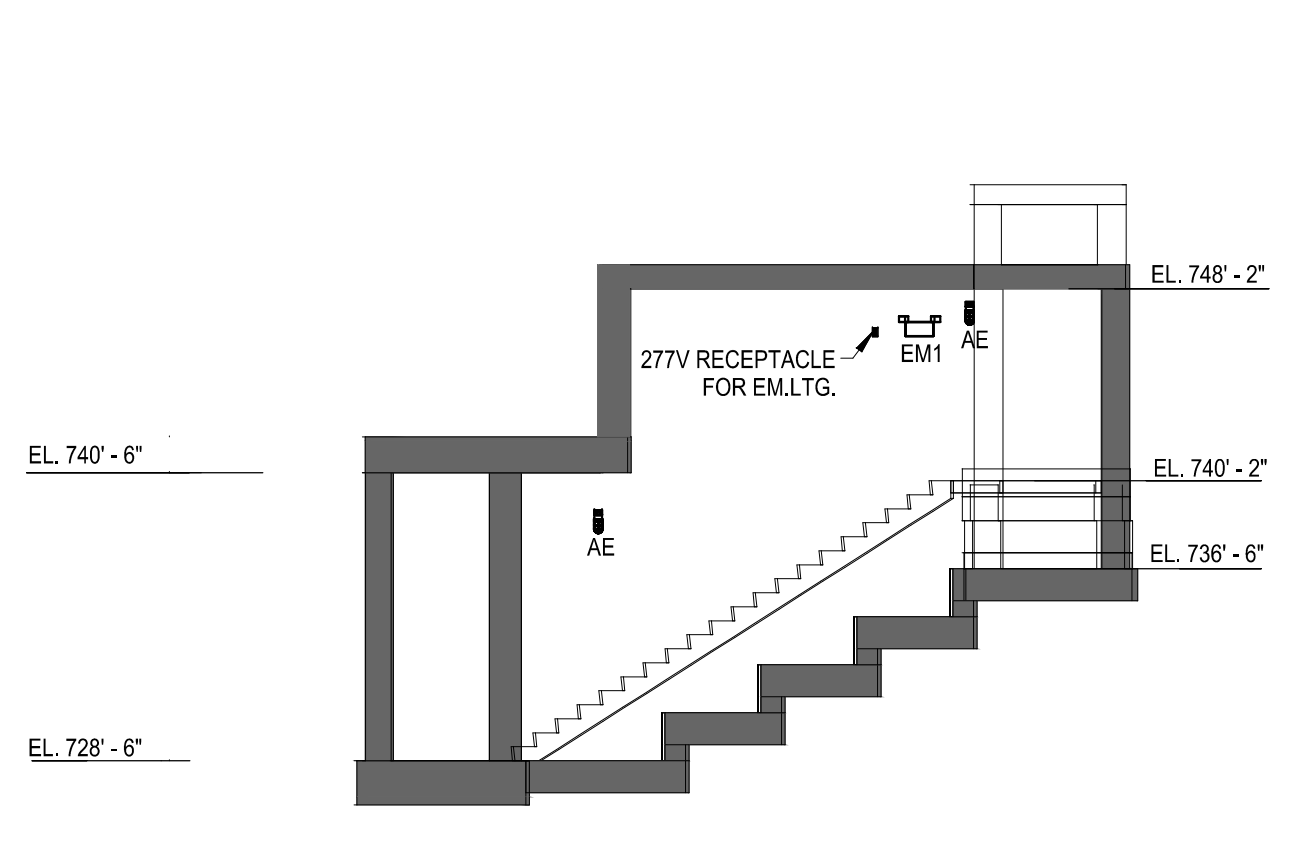 EL. 748' - 2"
277V RECEPTACLE
FOR EM.LTG.
EM1
AE
EL. 740' - 6"
EL. 740' - 2"
AE
EL. 736' - 6"
EL. 728' - 6"